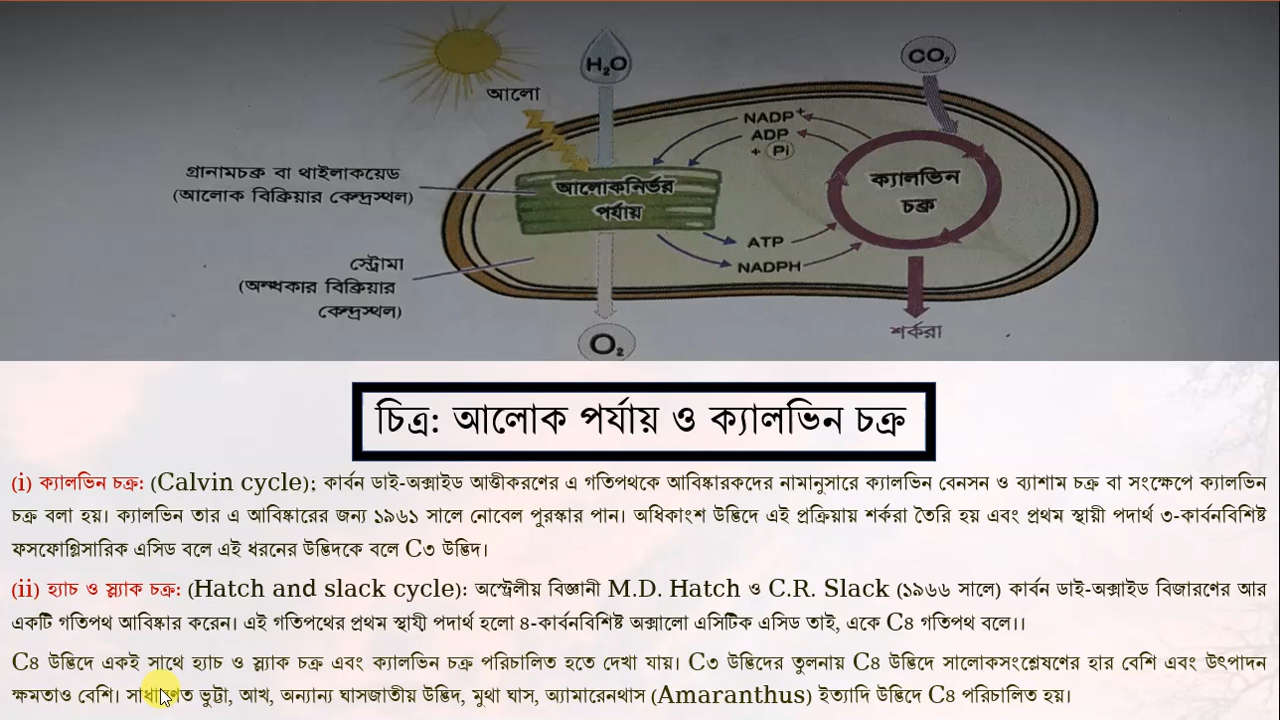 H₂O
CO₂
আলো
NADP⁺
ADP
+ Pi
গ্রানামচক্র বা থাইলাকয়েড
(আলোক বিক্রিয়ার কেন্দ্রস্থল)
আলোকনির্ভর
পর্যায়
ক্যালভিন
চক্র
ATP
NADPH
স্ট্রোমা
(অন্ধকার বিক্রিয়ার
কেন্দ্রস্থল)
O₂
শর্করা
চিত্র: আলোক পর্যায় ও ক্যালভিন চক্র
(i) ক্যালভিন চক্র: (Calvin cycle); কার্বন ডাই-অক্সাইড আত্তীকরণের এ গতিপথকে আবিষ্কারকদের নামানুসারে ক্যালভিন বেনসন ও ব্যাশাম চক্র বা সংক্ষেপে ক্যালভিন
চক্র বলা হয়। ক্যালভিন তার এ আবিষ্কারের জন্য ১৯৬১ সালে নোবেল পুরস্কার পান। অধিকাংশ উদ্ভিদে এই প্রক্রিয়ায় শর্করা তৈরি হয় এবং প্রথম স্থায়ী পদার্থ ৩-কার্বনবিশিষ্ট
ফসফোগ্লিসারিক এসিড বলে এই ধরনের উদ্ভিদকে বলে C৩ উদ্ভিদ।
(ii) হ্যাচ ও স্ল্যাক চক্র: (Hatch and slack cycle): অস্ট্রেলীয় বিজ্ঞানী M.D. Hatch ও C.R. Slack (১৯৬৬ সালে) কার্বন ডাই-অক্সাইড বিজারণের আর
একটি গতিপথ আবিষ্কার করেন। এই গতিপথের প্রথম স্থায়ী পদার্থ হলো ৪-কার্বনবিশিষ্ট অক্সালো এসিটিক এসিড তাই, একে C৪ গতিপথ বলে।।
C৪ উদ্ভিদে একই সাথে হ্যাচ ও স্ল্যাক চক্র এবং ক্যালভিন চক্র পরিচালিত হতে দেখা যায়। C৩ উদ্ভিদের তুলনায় C৪ উদ্ভিদে সালোকসংশ্লেষণের হার বেশি এবং উৎপাদন
ক্ষমতাও বেশি। সাধারণত ভুট্টা, আখ, অন্যান্য ঘাসজাতীয় উদ্ভিদ, মুথা ঘাস, অ্যামারেনথাস (Amaranthus) ইত্যাদি উদ্ভিদে C৪ পরিচালিত হয়।